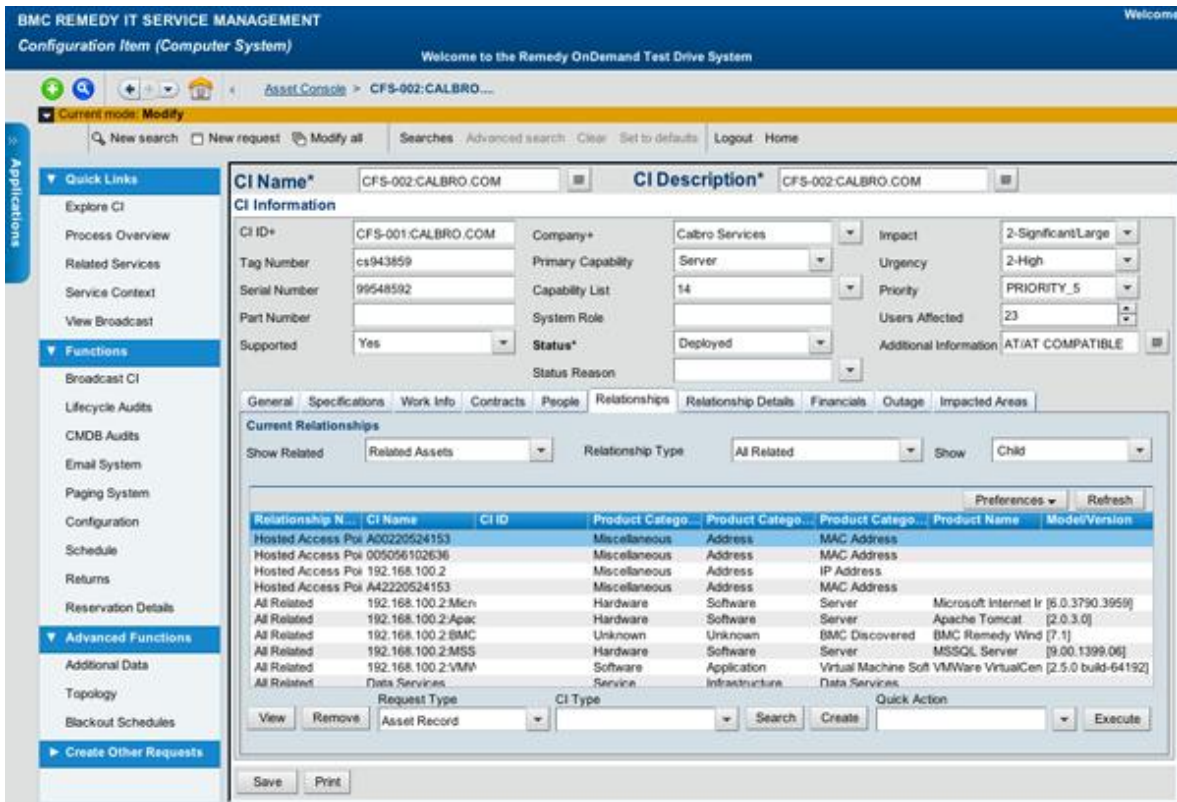 BMC REMEDY IT SERVICE MANAGEMENT
Welcome
Configuration Item (Computer System)
Welcome to the Remedy OnDemand Test Drive System
Asset Console > CFS-002:CALBRO....
Current mode: Modify
New search New request Modify all Searches Advanced search Clear Set to defaults Logout Home
Applications
Quick Links
Explore CI
Process Overview
Related Services
Service Context
View Broadcast
Functions
Broadcast CI
Lifecycle Audits
CMDB Audits
Email System
Paging System
Configuration
Schedule
Returns
Reservation Details
Advanced Functions
Additional Data
Topology
Blackout Schedules
Create Other Requests
CI Name* CFS-002:CALBRO.COM CI Description* CFS-002:CALBRO.COM
CI Information
CI ID+ CFS-001:CALBRO.COM Company+ Calbro Services Impact 2-Significant/Large
Tag Number cs943859 Primary Capability Server Urgency 2-High
Serial Number 99548592 Capability List 14 Priority PRIORITY_5
Part Number System Role Users Affected 23
Supported Yes Status* Deployed Additional Information AT/AT COMPATIBLE
Status Reason
General Specifications Work Info Contracts People Relationships Relationship Details Financials Outage Impacted Areas
Current Relationships
Show Related Related Assets Relationship Type All Related Show Child
Preferences Refresh
Relationship N... CI Name CI ID Product Catego... Product Catego... Product Catego... Product Name Model/Version
Hosted Access Poi A00220524153 Miscellaneous Address MAC Address
Hosted Access Poi 005056102636 Miscellaneous Address MAC Address
Hosted Access Poi 192.168.100.2 Miscellaneous Address IP Address
Hosted Access Poi A42220524153 Miscellaneous Address MAC Address
All Related 192.168.100.2:Micr Hardware Software Server Microsoft Internet Ir [6.0.3790.3959]
All Related 192.168.100.2:Apac Hardware Software Server Apache Tomcat [2.0.3.0]
All Related 192.168.100.2:BMC Unknown Unknown BMC Discovered BMC Remedy Wind [7.1]
All Related 192.168.100.2:MSS Hardware Software Server MSSQL Server [9.00.1399.06]
All Related 192.168.100.2:VMW Software Application Virtual Machine Soft VMWare VirtualCen [2.5.0 build-64192]
All Related Data Services Service Infrastructure Data Services
Request Type CI Type Quick Action
View Remove Asset Record Search Create Execute
Save Print